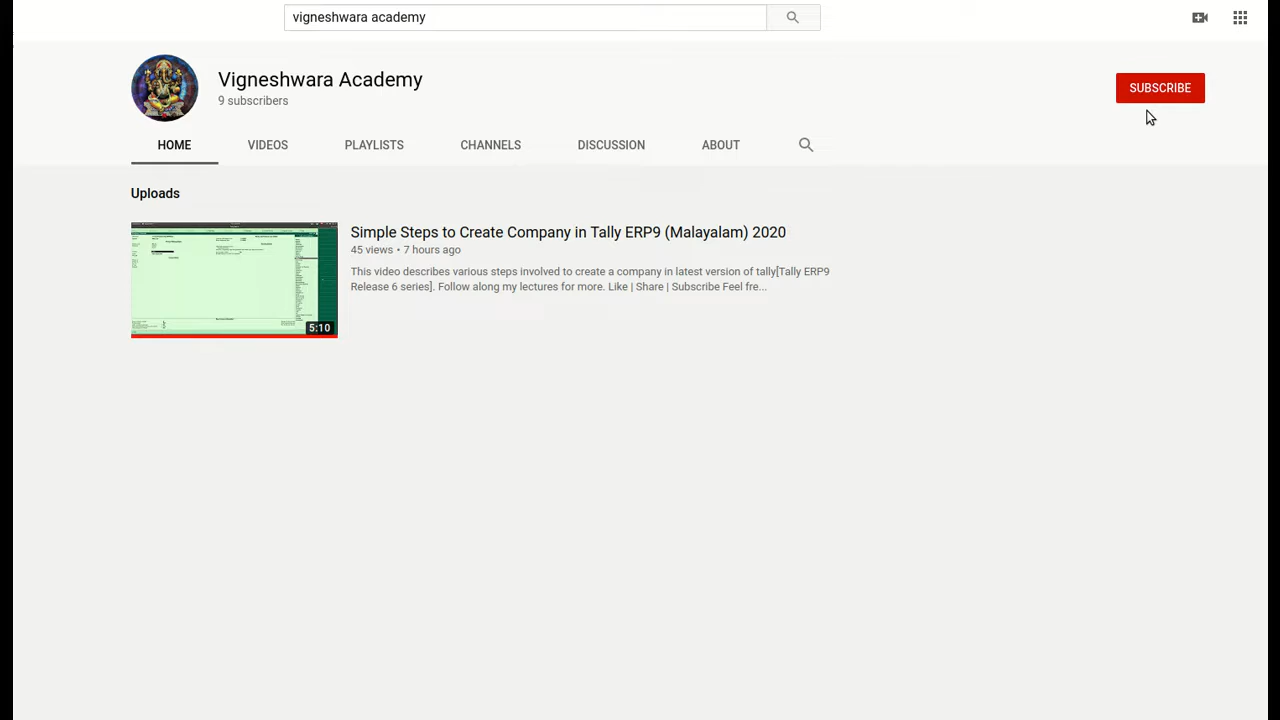 vigneshwara academy
Vigneshwara Academy
9 subscribers
SUBSCRIBE
HOME VIDEOS PLAYLISTS CHANNELS DISCUSSION ABOUT
Uploads
Simple Steps to Create Company in Tally ERP9 (Malayalam) 2020
45 views • 7 hours ago
This video describes various steps involved to create a company in latest version of tally[Tally ERP9
Release 6 series]. Follow along my lectures for more. Like | Share | Subscribe Feel fre...
5:10